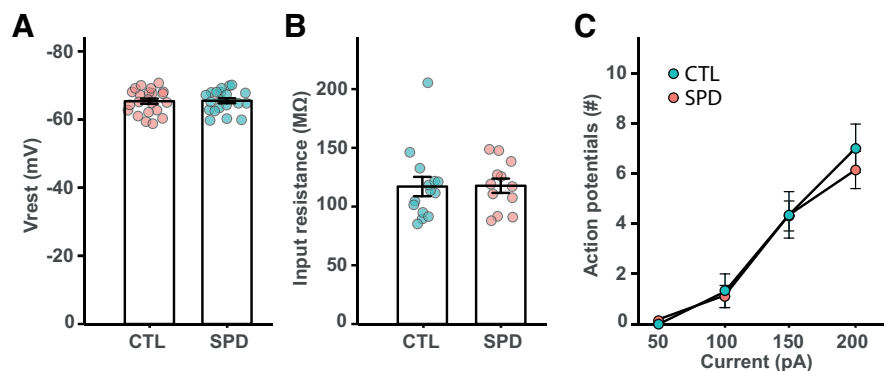 A
Vrest (mV)
-80
-60
-40
-20
0
CTL SPD
B
Input resistance (MΩ)
200
150
100
50
0
CTL SPD
C
Action potentials (#)
10
8
6
4
2
0
CTL
SPD
50 100 150 200
Current (pA)